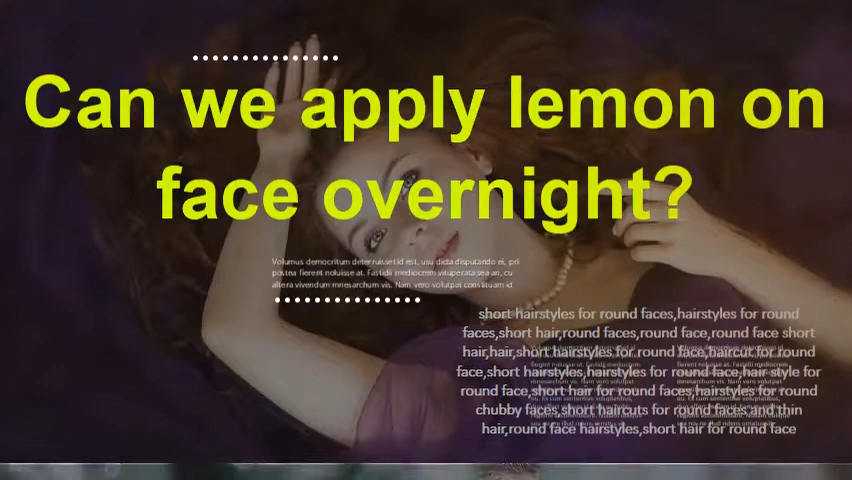 Can we apply lemon on
face overnight?
Volumus democritum deterruisset id est, usu dicta disputando ei, pri
postea fierent noluisse at. Fastidii mediocrem vituperata sea an, cu
altera vivendum mnesarchum vis. Nam vero volutpat constituam id
short hairstyles for round faces,hairstyles for round
faces,short hair,round faces,round face,round face short
hair,hair,short hairstyles for round face,haircut for round
face,short hairstyles,hairstyles for round face,hair style for
round face,short hair for round faces,hairstyles for round
chubby faces,short haircuts for round faces and thin
hair,round face hairstyles,short hair for round face